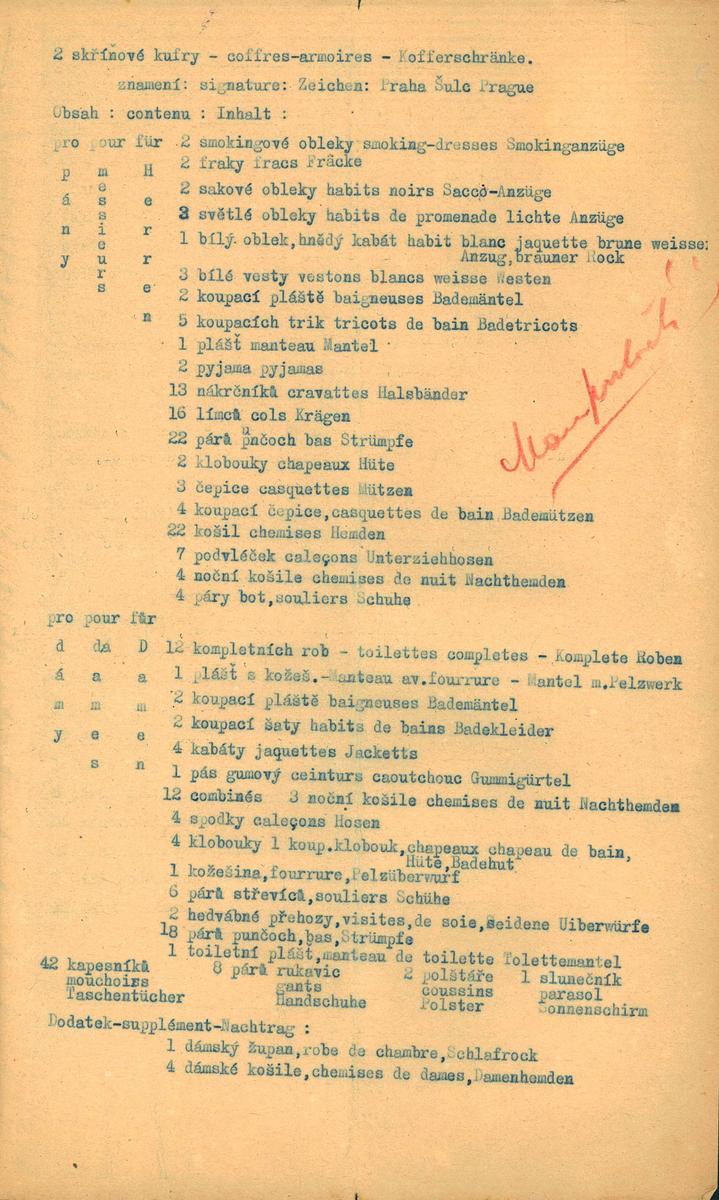 2 skříňové kufry - coffres-armoires - Kofferschränke.
znamení: signature: Zeichen: Praha Šulc Prague
Obsah : contenu : Inhalt :
pro pour für 2 smokingové obleky smoking-dresses Smokinganzüge
pány messieurs Herren
2 fraky fracs Fräcke
2 sakové obleky habits noirs Sacco-Anzüge
3 světlé obleky habits de promenade lichte Anzüge
1 bílý oblek,hnědý kabát habit blanc jaquette brune weisser
Anzug,brauner Rock
3 bílé vesty vestons blancs weisse Westen
2 koupací pláště baigneuses Bademäntel
5 koupacích trik tricots de bain Badetricots
1 plášť manteau Mantel
2 pyjama pyjamas
13 nákrčníků cravattes Halsbänder
16 límců cols Krägen
22 párů punčoch bas Strümpfe
2 klobouky chapeaux Hüte
3 čepice casquettes Mützen
4 koupací čepice,casquettes de bain Bademützen
22 košil chemises Hemden
7 podvléček caleçons Unterziehhosen
4 noční košile chemises de nuit Nachthemden
4 páry bot,souliers Schuhe
pro pour für
dámy dames Damen
12 kompletních rob - toilettes completes - Komplete Roben
1 plášť s kožeš.-Manteau av.fourrure - Mantel m.Pelzwerk
2 koupací pláště baigneuses Bademäntel
2 koupací šaty habits de bains Badekleider
4 kabáty jaquettes Jacketts
1 pás gumový ceinturs caoutchouc Gummigürtel
12 combinés 3 noční košile chemises de nuit Nachthemden
4 spodky caleçons Hosen
4 klobouky 1 koup.klobouk,chapeaux chapeau de bain,
Hüte,Badehut
1 kožešina,fourrure,Pelzüberwurf
6 párů střevíců,souliers Schühe
2 hedvábné přehozy,visites,de soie,seidene Uiberwürfe
18 párů punčoch,bas,Strümpfe
1 toiletní plášť,manteau de toilette Tolettemantel
42 kapesníků 8 párů rukavic 2 polštáře 1 slunečník
mouchoirs gants coussins parasol
Taschentücher Handschuhe Polster Sonnenschirm
Dodatek-supplément-Nachtrag :
1 dámský župan,robe de chambre,Schlafrock
4 dámské košile,chemises de dames,Damenhemden